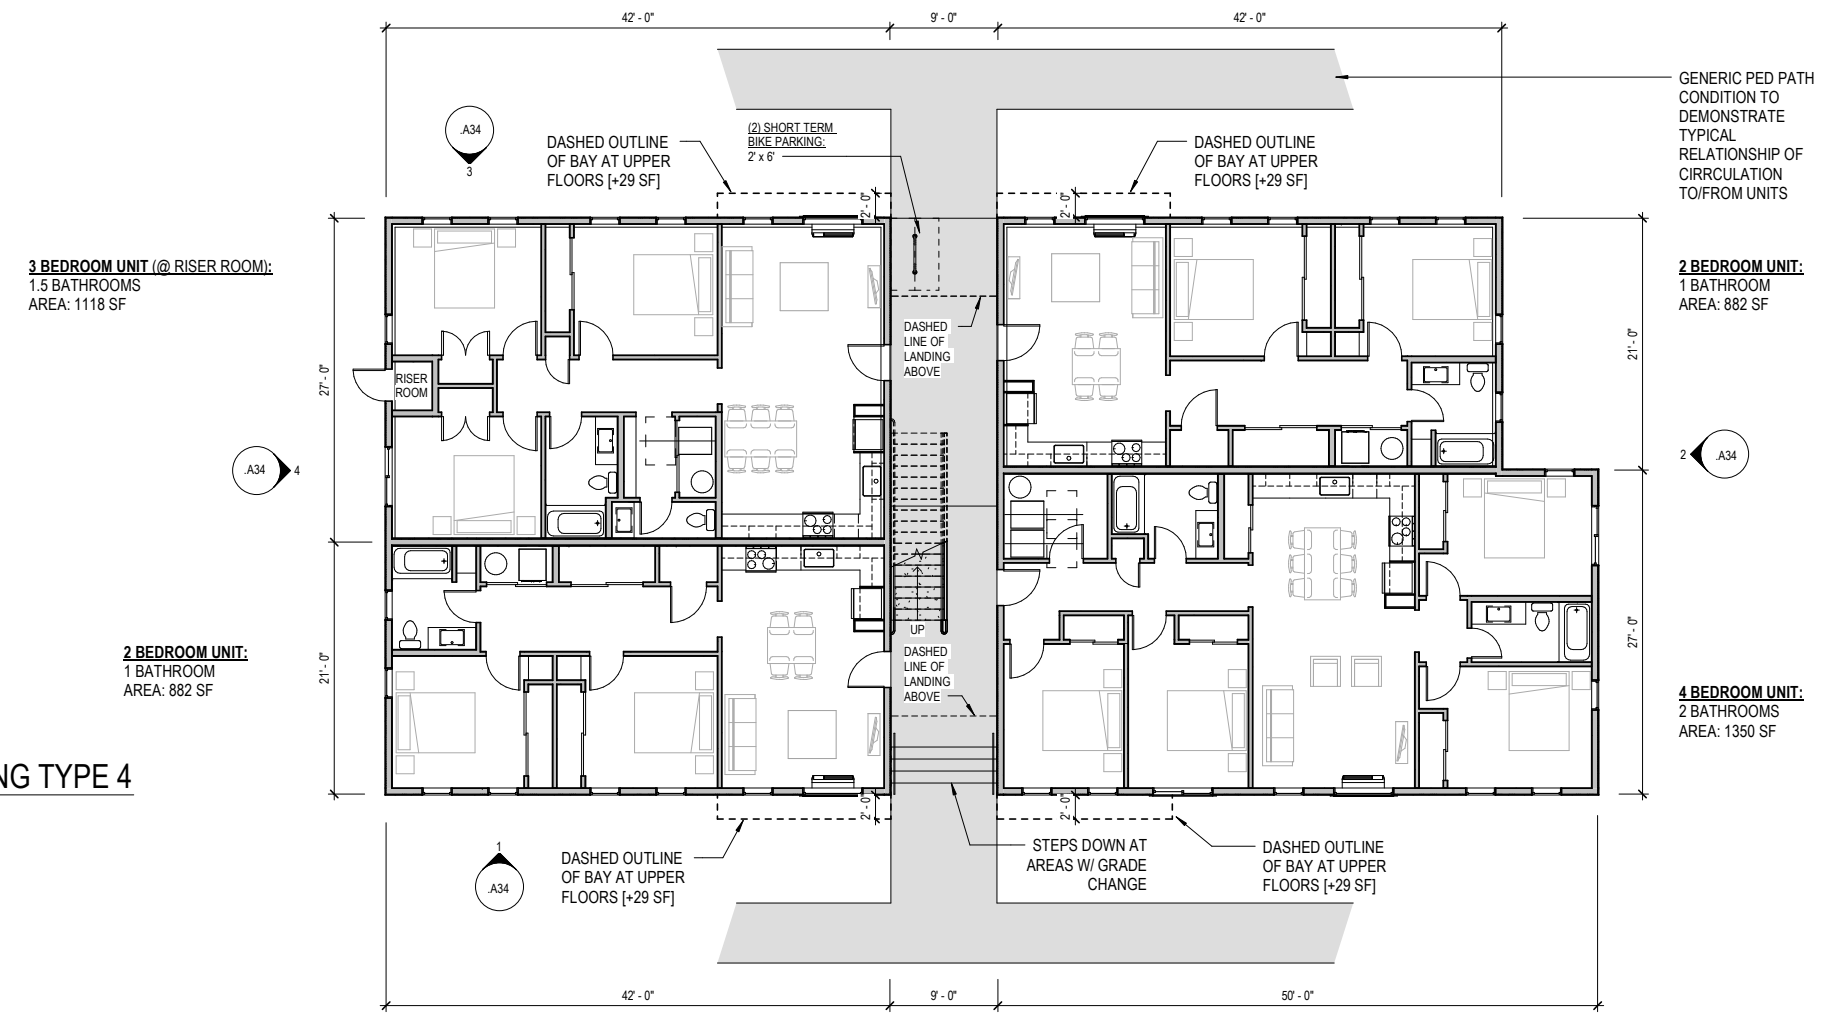 42' - 0"
9' - 0"
42' - 0"
GENERIC PED PATH
CONDITION TO
DEMONSTRATE
TYPICAL
RELATIONSHIP OF
CIRRCULATION
TO/FROM UNITS
.A34
3
DASHED OUTLINE
OF BAY AT UPPER
FLOORS [+29 SF]
(2) SHORT TERM
BIKE PARKING:
2' x 6'
DASHED OUTLINE
OF BAY AT UPPER
FLOORS [+29 SF]
2' - 0"
2' - 0"
3 BEDROOM UNIT (@ RISER ROOM):
1.5 BATHROOMS
AREA: 1118 SF
2 BEDROOM UNIT:
1 BATHROOM
AREA: 882 SF
27' - 0"
21' - 0"
DASHED
LINE OF
LANDING
ABOVE
RISER
ROOM
.A34
4
2
.A34
UP
DASHED
LINE OF
LANDING
ABOVE
2 BEDROOM UNIT:
1 BATHROOM
AREA: 882 SF
21' - 0"
27' - 0"
4 BEDROOM UNIT:
2 BATHROOMS
AREA: 1350 SF
NG TYPE 4
2' - 0"
2' - 0"
1
.A34
DASHED OUTLINE
OF BAY AT UPPER
FLOORS [+29 SF]
STEPS DOWN AT
AREAS W/ GRADE
CHANGE
DASHED OUTLINE
OF BAY AT UPPER
FLOORS [+29 SF]
42' - 0"
9' - 0"
50' - 0"